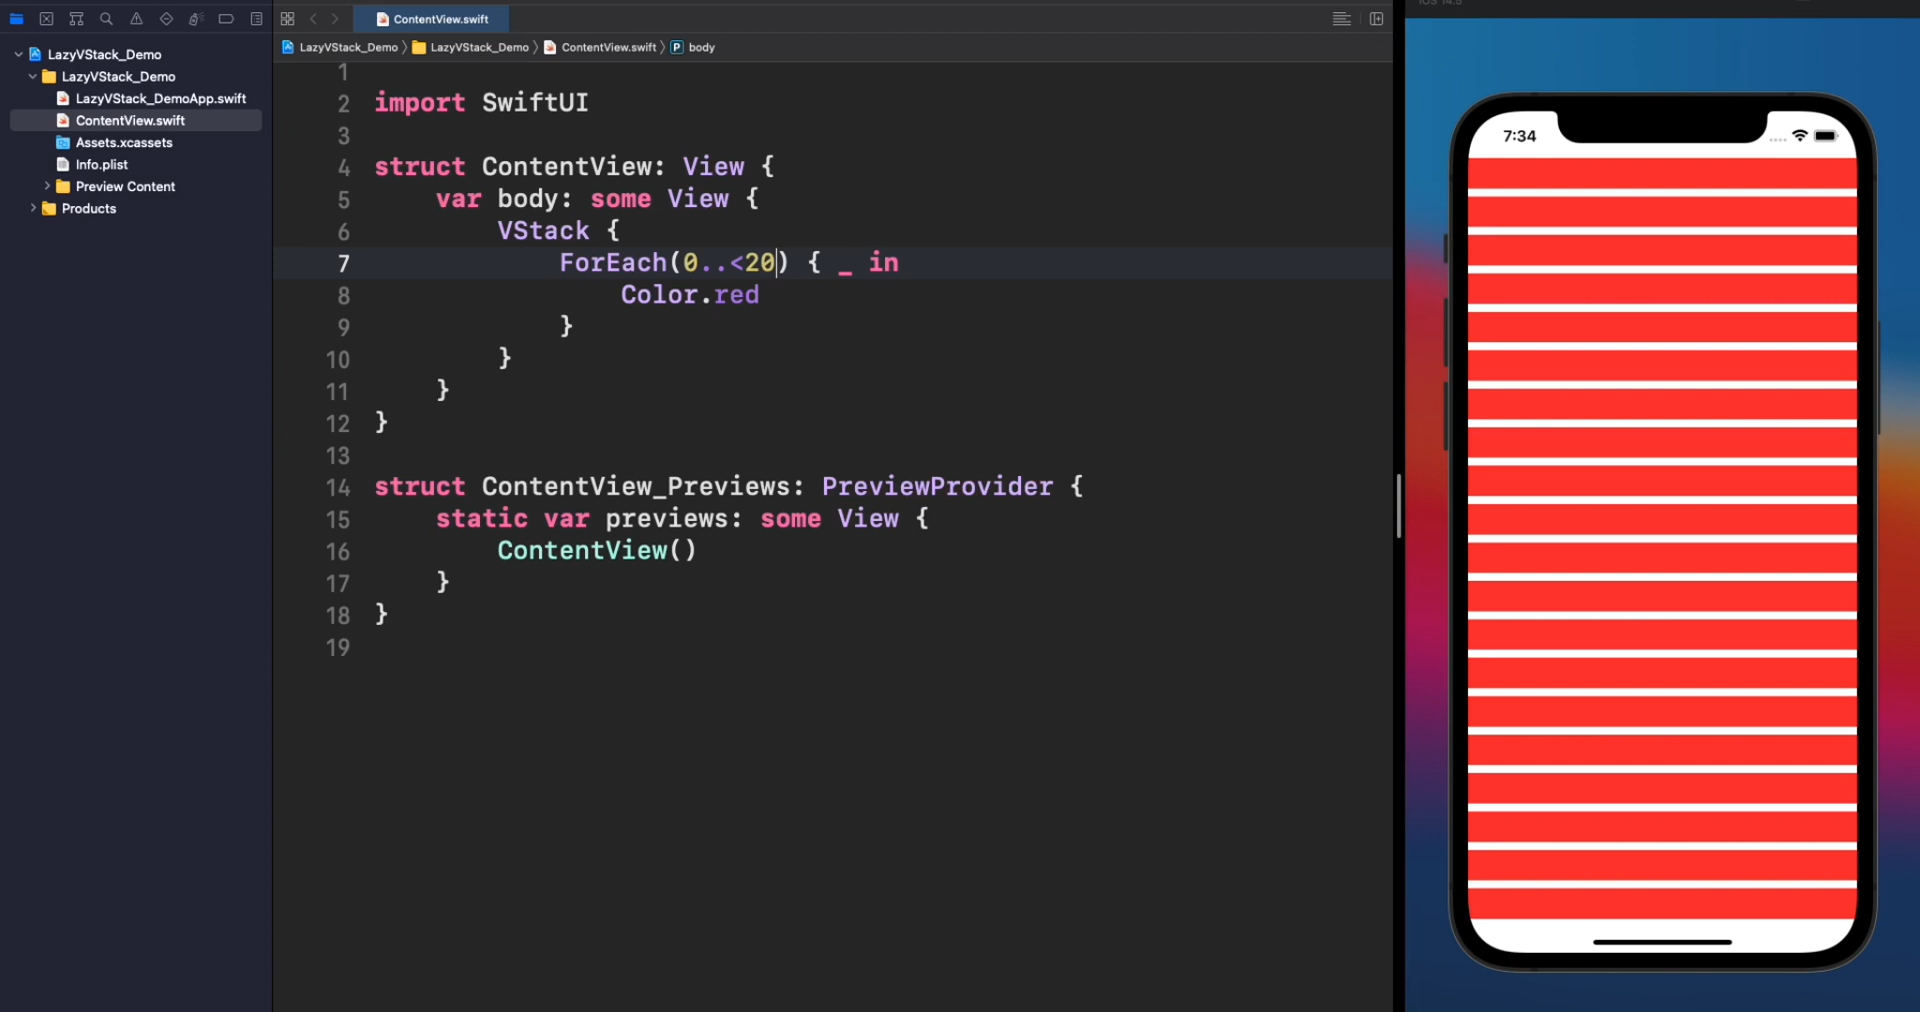 LazyVStack_Demo
LazyVStack_Demo
LazyVStack_DemoApp.swift
ContentView.swift
Assets.xcassets
Info.plist
Preview Content
Products
ContentView.swift
LazyVStack_Demo 〉 LazyVStack_Demo 〉 ContentView.swift 〉 P body
1
2 import SwiftUI
3
4 struct ContentView: View {
5 var body: some View {
6 VStack {
7 ForEach(0..<20) { _ in
8 Color.red
9 }
10 }
11 }
12 }
13
14 struct ContentView_Previews: PreviewProvider {
15 static var previews: some View {
16 ContentView()
17 }
18 }
19
iOS 14.5
7:34